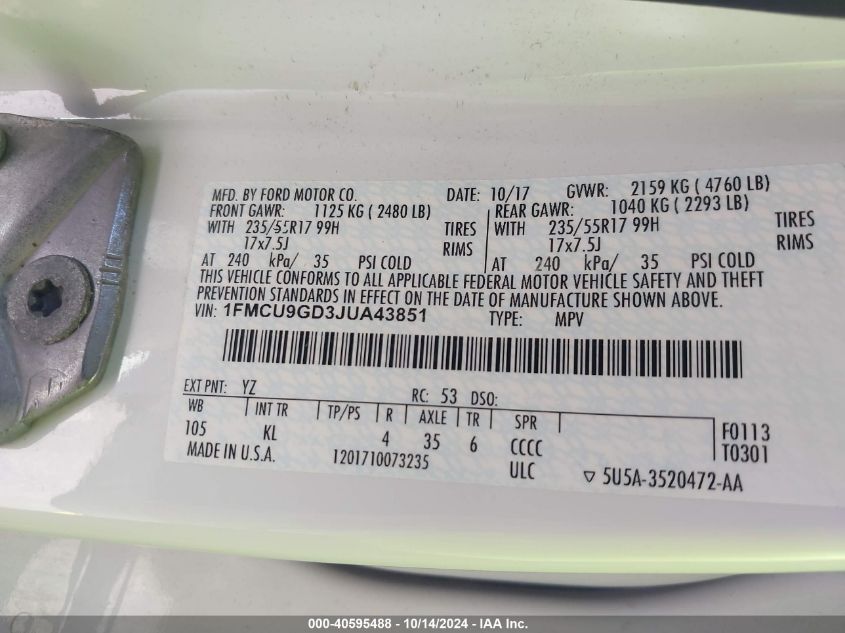 MFD. BY FORD MOTOR CO. DATE: 10/17 GVWR: 2159 KG ( 4760 LB)
FRONT GAWR: 1125 KG ( 2480 LB) REAR GAWR: 1040 KG ( 2293 LB)
WITH 235/55R17 99H TIRES WITH 235/55R17 99H TIRES
17x7.5J RIMS 17x7.5J RIMS
AT 240 kPa/ 35 PSI COLD AT 240 kPa/ 35 PSI COLD
THIS VEHICLE CONFORMS TO ALL APPLICABLE FEDERAL MOTOR VEHICLE SAFETY AND THEFT
PREVENTION STANDARDS IN EFFECT ON THE DATE OF MANUFACTURE SHOWN ABOVE.
VIN: 1FMCU9GD3JUA43851 TYPE: MPV
EXT PNT: YZ RC: 53 DSO:
WB INT TR TP/PS R AXLE TR SPR
105 KL 4 35 6 CCCC F0113
MADE IN U.S.A. 1201710073235 ULC T0301
▽ 5U5A-3520472-AA
000-40595488 - 10/14/2024 - IAA Inc.